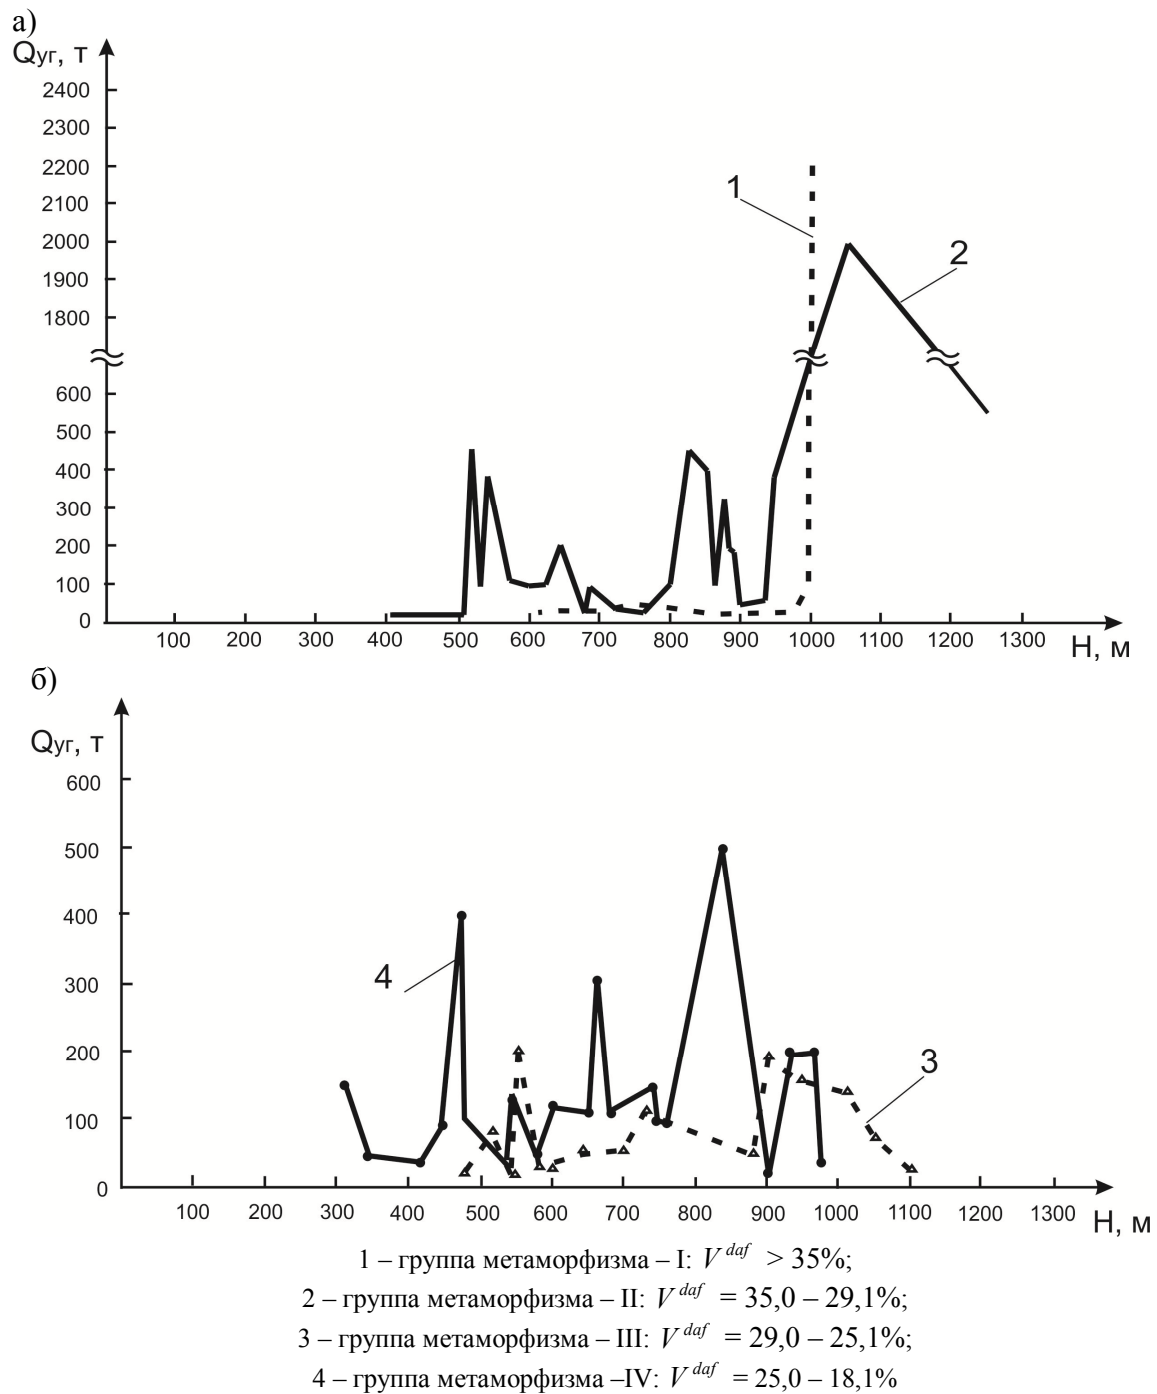 а)
Qуг, т
2400
2300
2200
2100
2000
1900
1800
600
500
400
300
200
100
0
1
2
100 200 300 400 500 600 700 800 900 1000 1100 1200 1300
Н, м
б)
Qуг, т
600
500
400
300
200
100
0
4
3
100 200 300 400 500 600 700 800 900 1000 1100 1300
Н, м
1 – группа метаморфизма – I: V^daf > 35%;
2 – группа метаморфизма – II: V^daf = 35,0 – 29,1%;
3 – группа метаморфизма – III: V^daf = 29,0 – 25,1%;
4 – группа метаморфизма –IV: V^daf = 25,0 – 18,1%